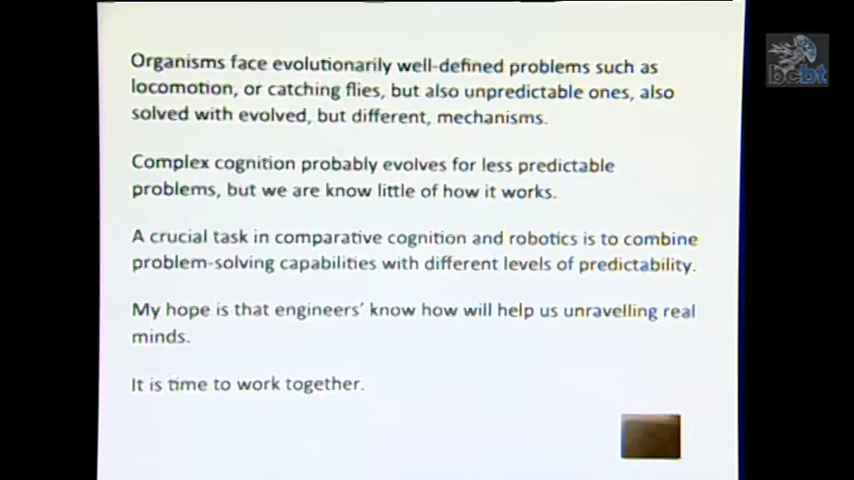 bcbt
Organisms face evolutionarily well-defined problems such as
locomotion, or catching flies, but also unpredictable ones, also
solved with evolved, but different, mechanisms.
Complex cognition probably evolves for less predictable
problems, but we are know little of how it works.
A crucial task in comparative cognition and robotics is to combine
problem-solving capabilities with different levels of predictability.
My hope is that engineers’ know how will help us unravelling real
minds.
It is time to work together.